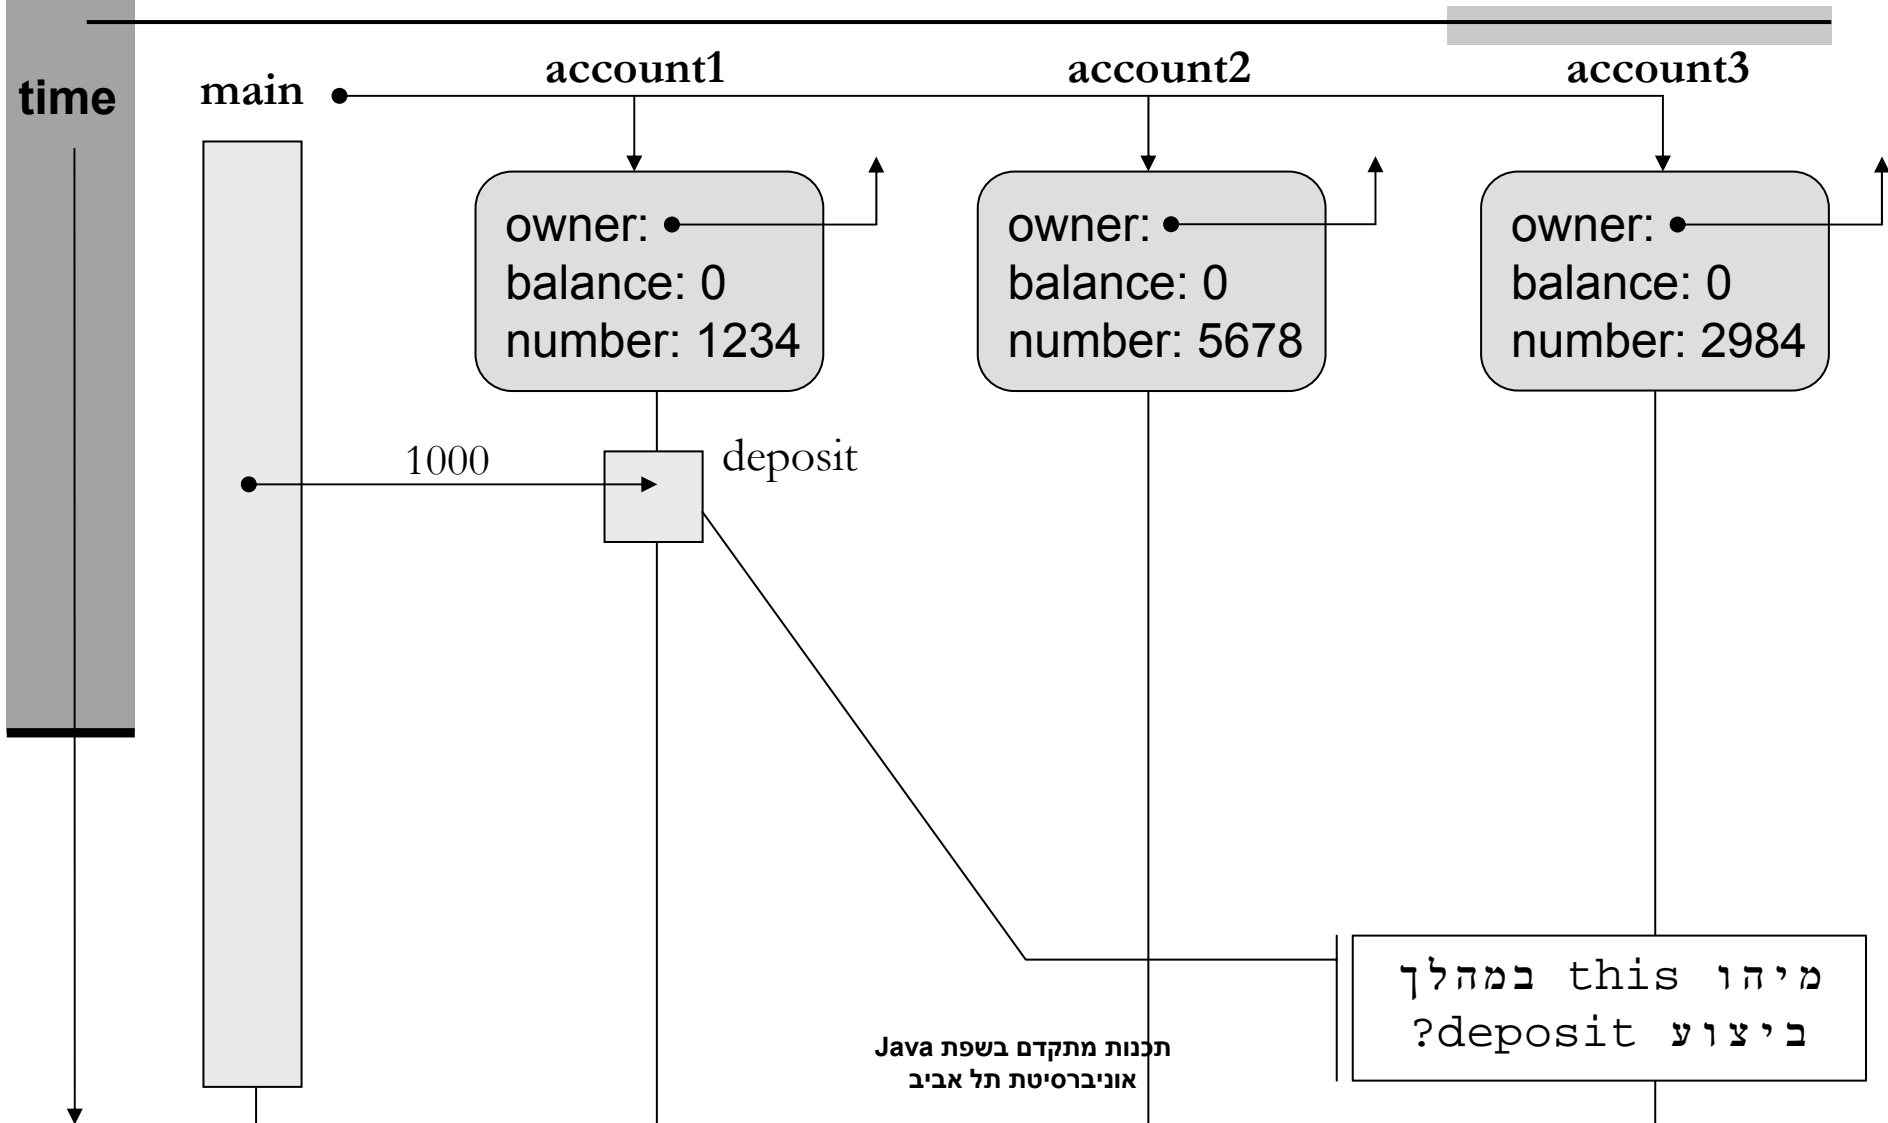 time
main
account1
account2
account3
owner:
balance: 0
number: 1234
owner:
balance: 0
number: 5678
owner:
balance: 0
number: 2984
1000
deposit
מיהו this במהלך
ביצוע deposit?
תכנות מתקדם בשפת Java
אוניברסיטת תל אביב